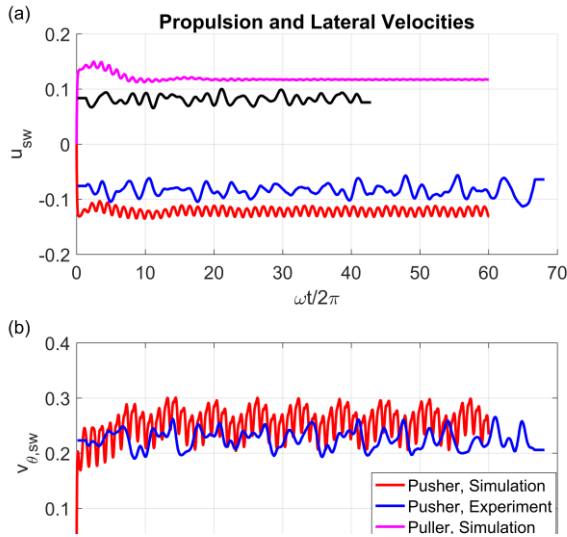 (a)
Propulsion and Lateral Velocities
0.2
0.1
0
-0.1
-0.2
u_sw
0 10 20 30 40 50 60 70
ωt/2π
(b)
0.4
0.3
0.2
0.1
v_θ,sw
Pusher, Simulation
Pusher, Experiment
Puller, Simulation